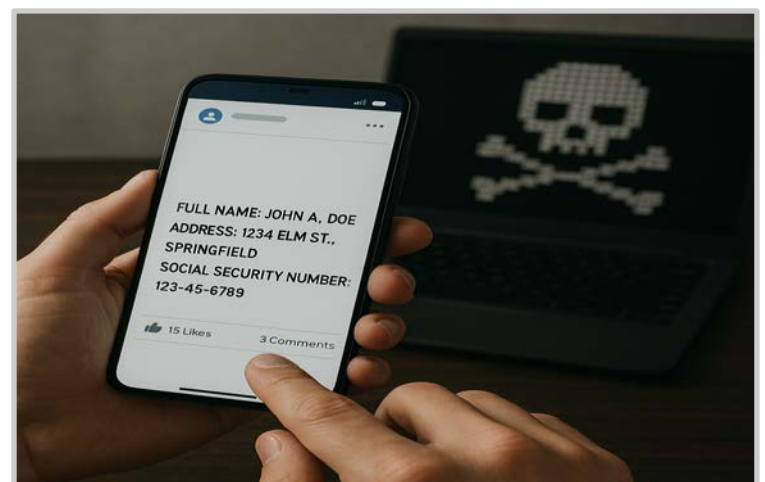 FULL NAME: JOHN A, DOE
ADDRESS: 1234 ELM ST.,
SPRINGFIELD
SOCIAL SECURITY NUMBER:
123-45-6789
15 Likes
3 Comments